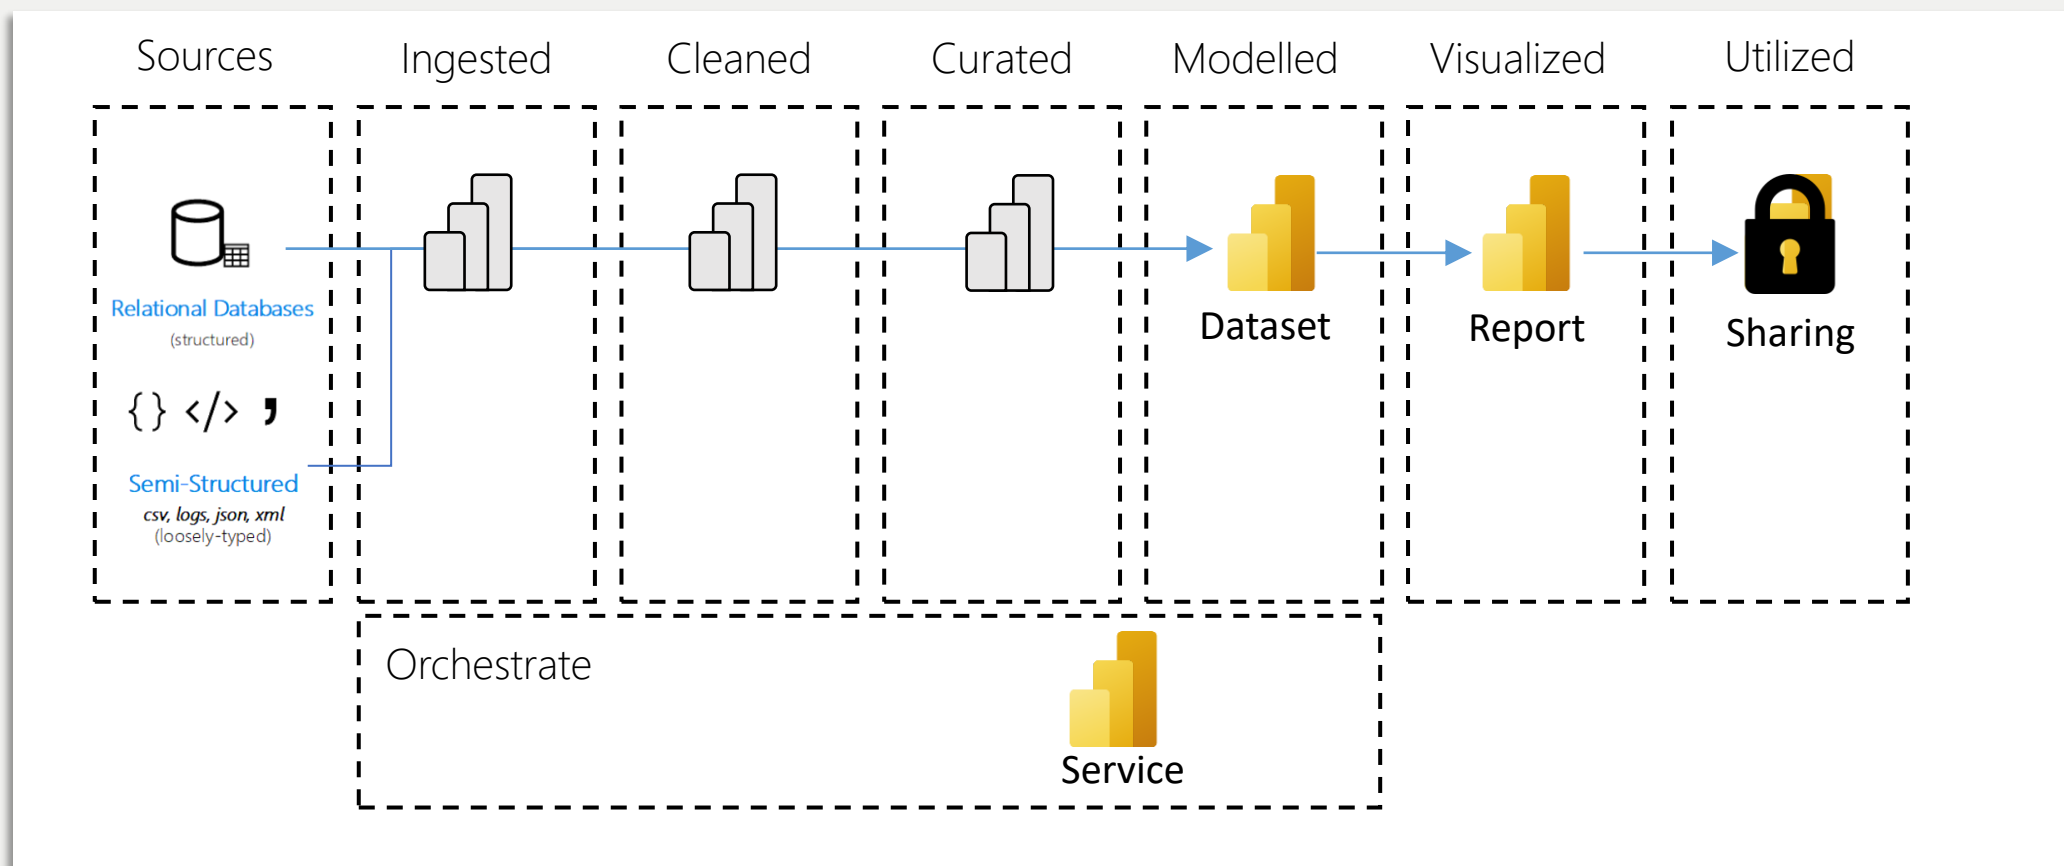 Sources
Ingested
Cleaned
Curated
Modelled
Visualized
Utilized
Relational Databases
(structured)
{} </> ,
Semi-Structured
csv, logs, json, xml
(loosely-typed)
Dataset
Report
Sharing
Orchestrate
Service